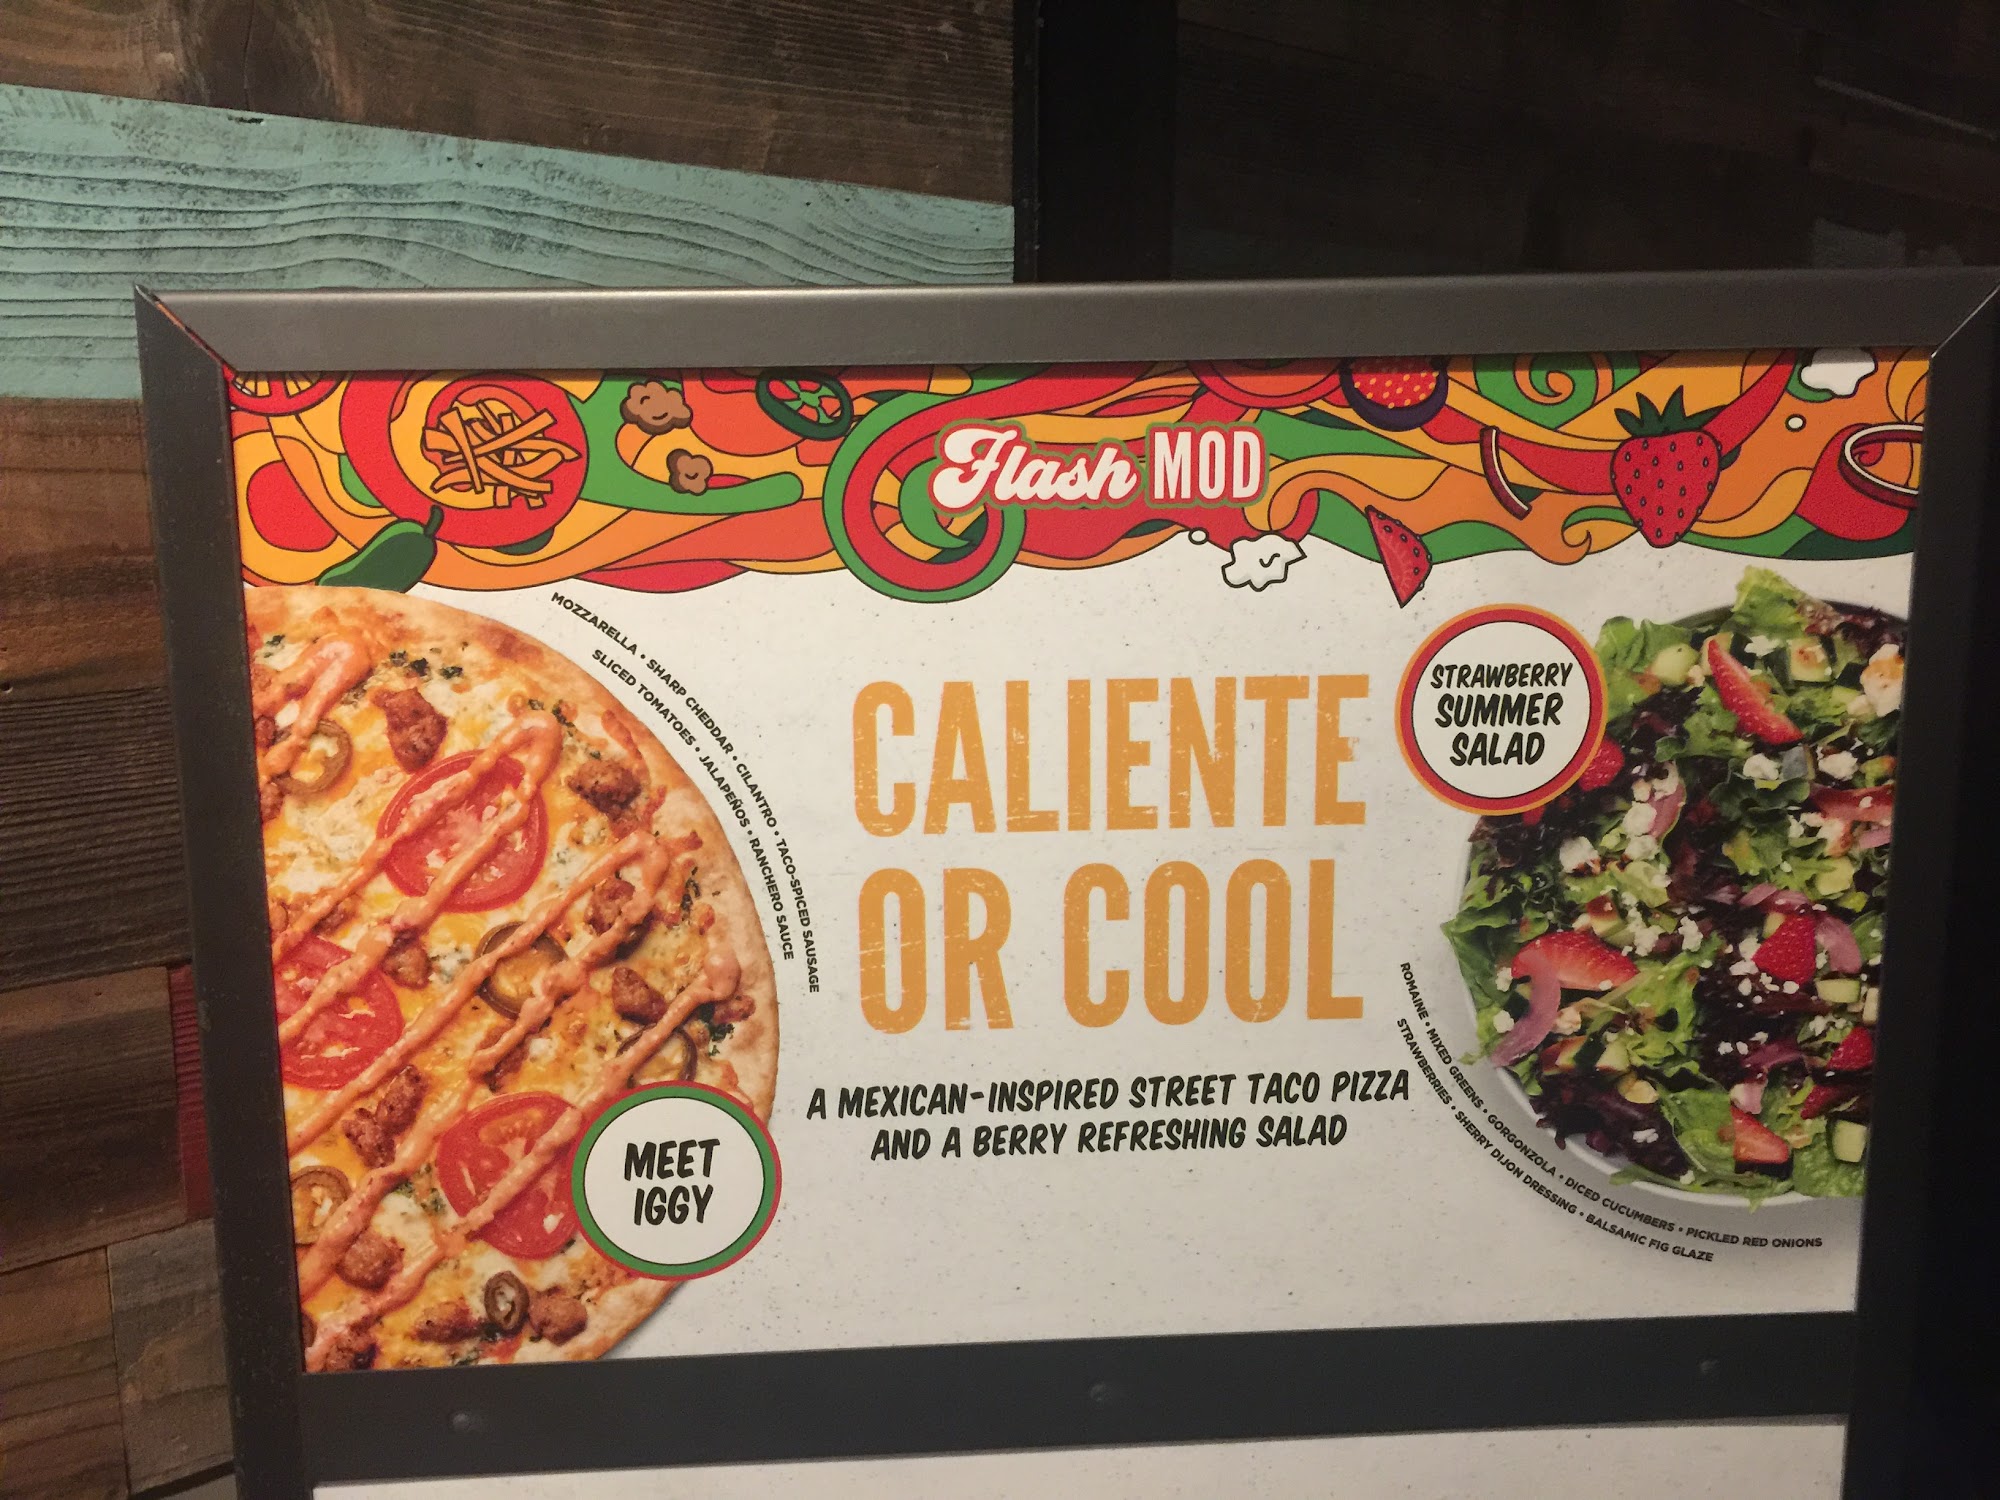 Flash MOD
MOZZARELLA • SHARP CHEDDAR • CILANTRO • TACO-SPICED SAUSAGE
SLICED TOMATOES • JALAPEÑOS • RANCHERO SAUCE
CALIENTE
OR COOL
STRAWBERRY
SUMMER
SALAD
A MEXICAN-INSPIRED STREET TACO PIZZA
AND A BERRY REFRESHING SALAD
MEET
IGGY
ROMAINE • MIXED GREENS • GORGONZOLA • DICED CUCUMBERS • PICKLED RED ONIONS
STRAWBERRIES • SHERRY DIJON DRESSING • BALSAMIC FIG GLAZE